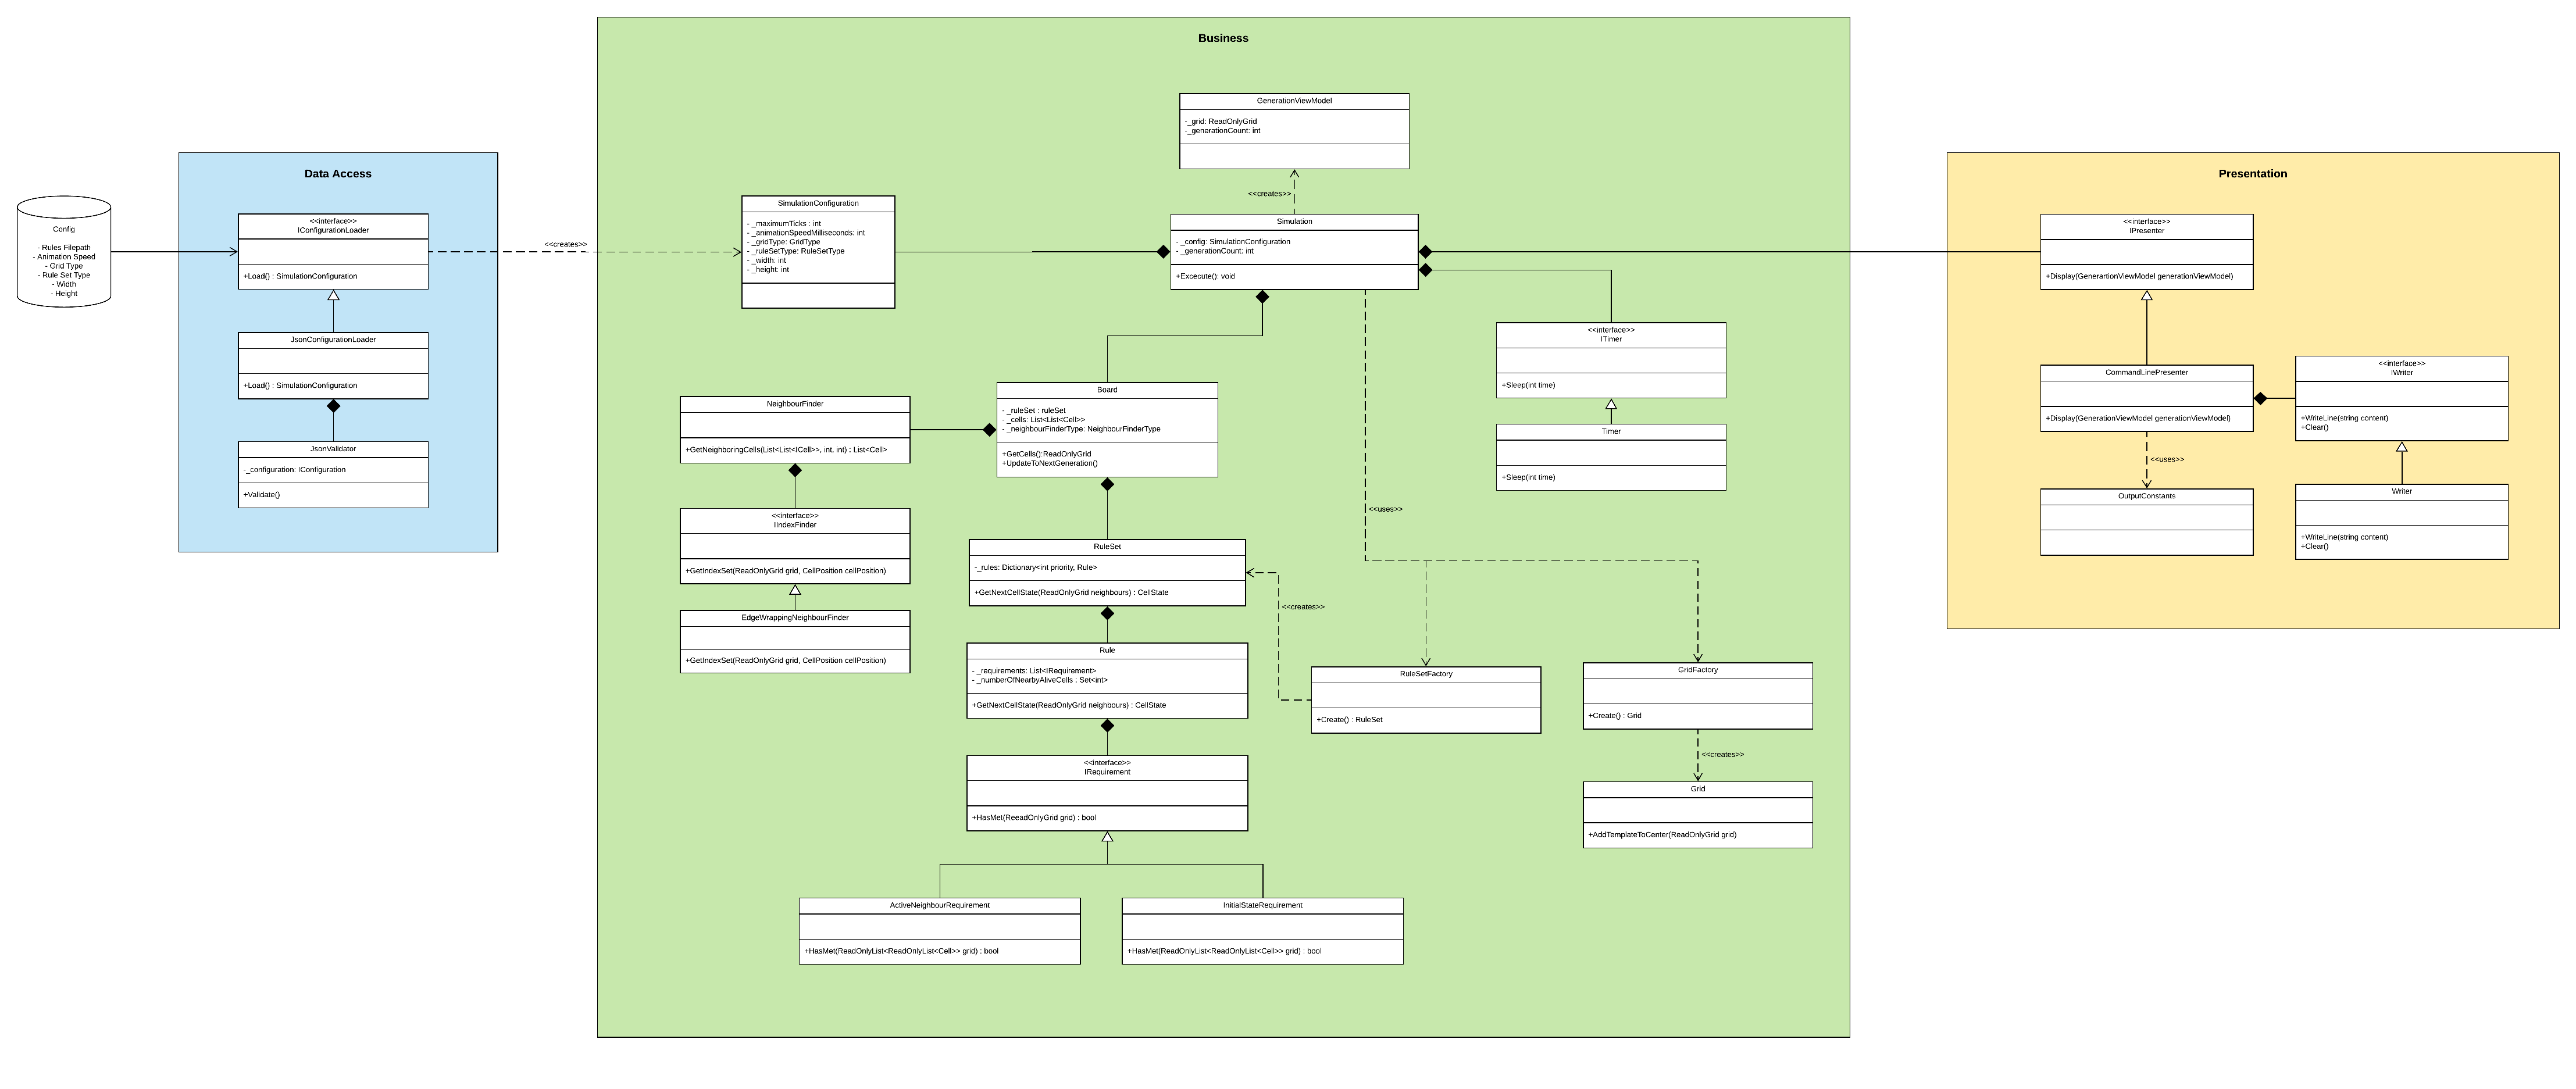 Config
- Rules Filepath
- Animation Speed
- Grid Type
- Rule Set Type
- Width
- Height
Data Access
<<interface>>
IConfigurationLoader
+Load() : SimulationConfiguration
JsonConfigurationLoader
+Load() : SimulationConfiguration
JsonValidator
-_configuration: IConfiguration
+Validate()
<<creates>>
Business
GenerationViewModel
-_grid: ReadOnlyGrid
-_generationCount: int
<<creates>>
SimulationConfiguration
- _maximumTicks : int
- _animationSpeedMilliseconds: int
- _gridType: GridType
- _ruleSetType: RuleSetType
- _width: int
- _height: int
Simulation
- _config: SimulationConfiguration
- _generationCount: int
+Excecute(): void
<<interface>>
ITimer
+Sleep(int time)
Timer
+Sleep(int time)
NeighbourFinder
+GetNeighboringCells(List<List<ICell>>, int, int) : List<Cell>
Board
- _ruleSet : ruleSet
- _cells: List<List<Cell>>
- _neighbourFinderType: NeighbourFinderType
+GetCells():ReadOnlyGrid
+UpdateToNextGeneration()
<<interface>>
IIndexFinder
+GetIndexSet(ReadOnlyGrid grid, CellPosition cellPosition)
EdgeWrappingNeighbourFinder
+GetIndexSet(ReadOnlyGrid grid, CellPosition cellPosition)
RuleSet
-_rules: Dictionary<int priority, Rule>
+GetNextCellState(ReadOnlyGrid neighbours) : CellState
<<uses>>
<<creates>>
Rule
- _requirements: List<IRequirement>
- _numberOfNearbyAliveCells : Set<int>
+GetNextCellState(ReadOnlyGrid neighbours) : CellState
RuleSetFactory
+Create() : RuleSet
GridFactory
+Create() : Grid
<<creates>>
Grid
+AddTemplateToCenter(ReadOnlyGrid grid)
<<interface>>
IRequirement
+HasMet(ReeadOnlyGrid grid) : bool
ActiveNeighbourRequirement
+HasMet(ReadOnlyList<ReadOnlyList<Cell>> grid) : bool
InitialStateRequirement
+HasMet(ReadOnlyList<ReadOnlyList<Cell>> grid) : bool
Presentation
<<interface>>
IPresenter
+Display(GenerartionViewModel generationViewModel)
CommandLinePresenter
+Display(GenerationViewModel generationViewModel)
<<interface>>
IWriter
+WriteLine(string content)
+Clear()
<<uses>>
OutputConstants
Writer
+WriteLine(string content)
+Clear()